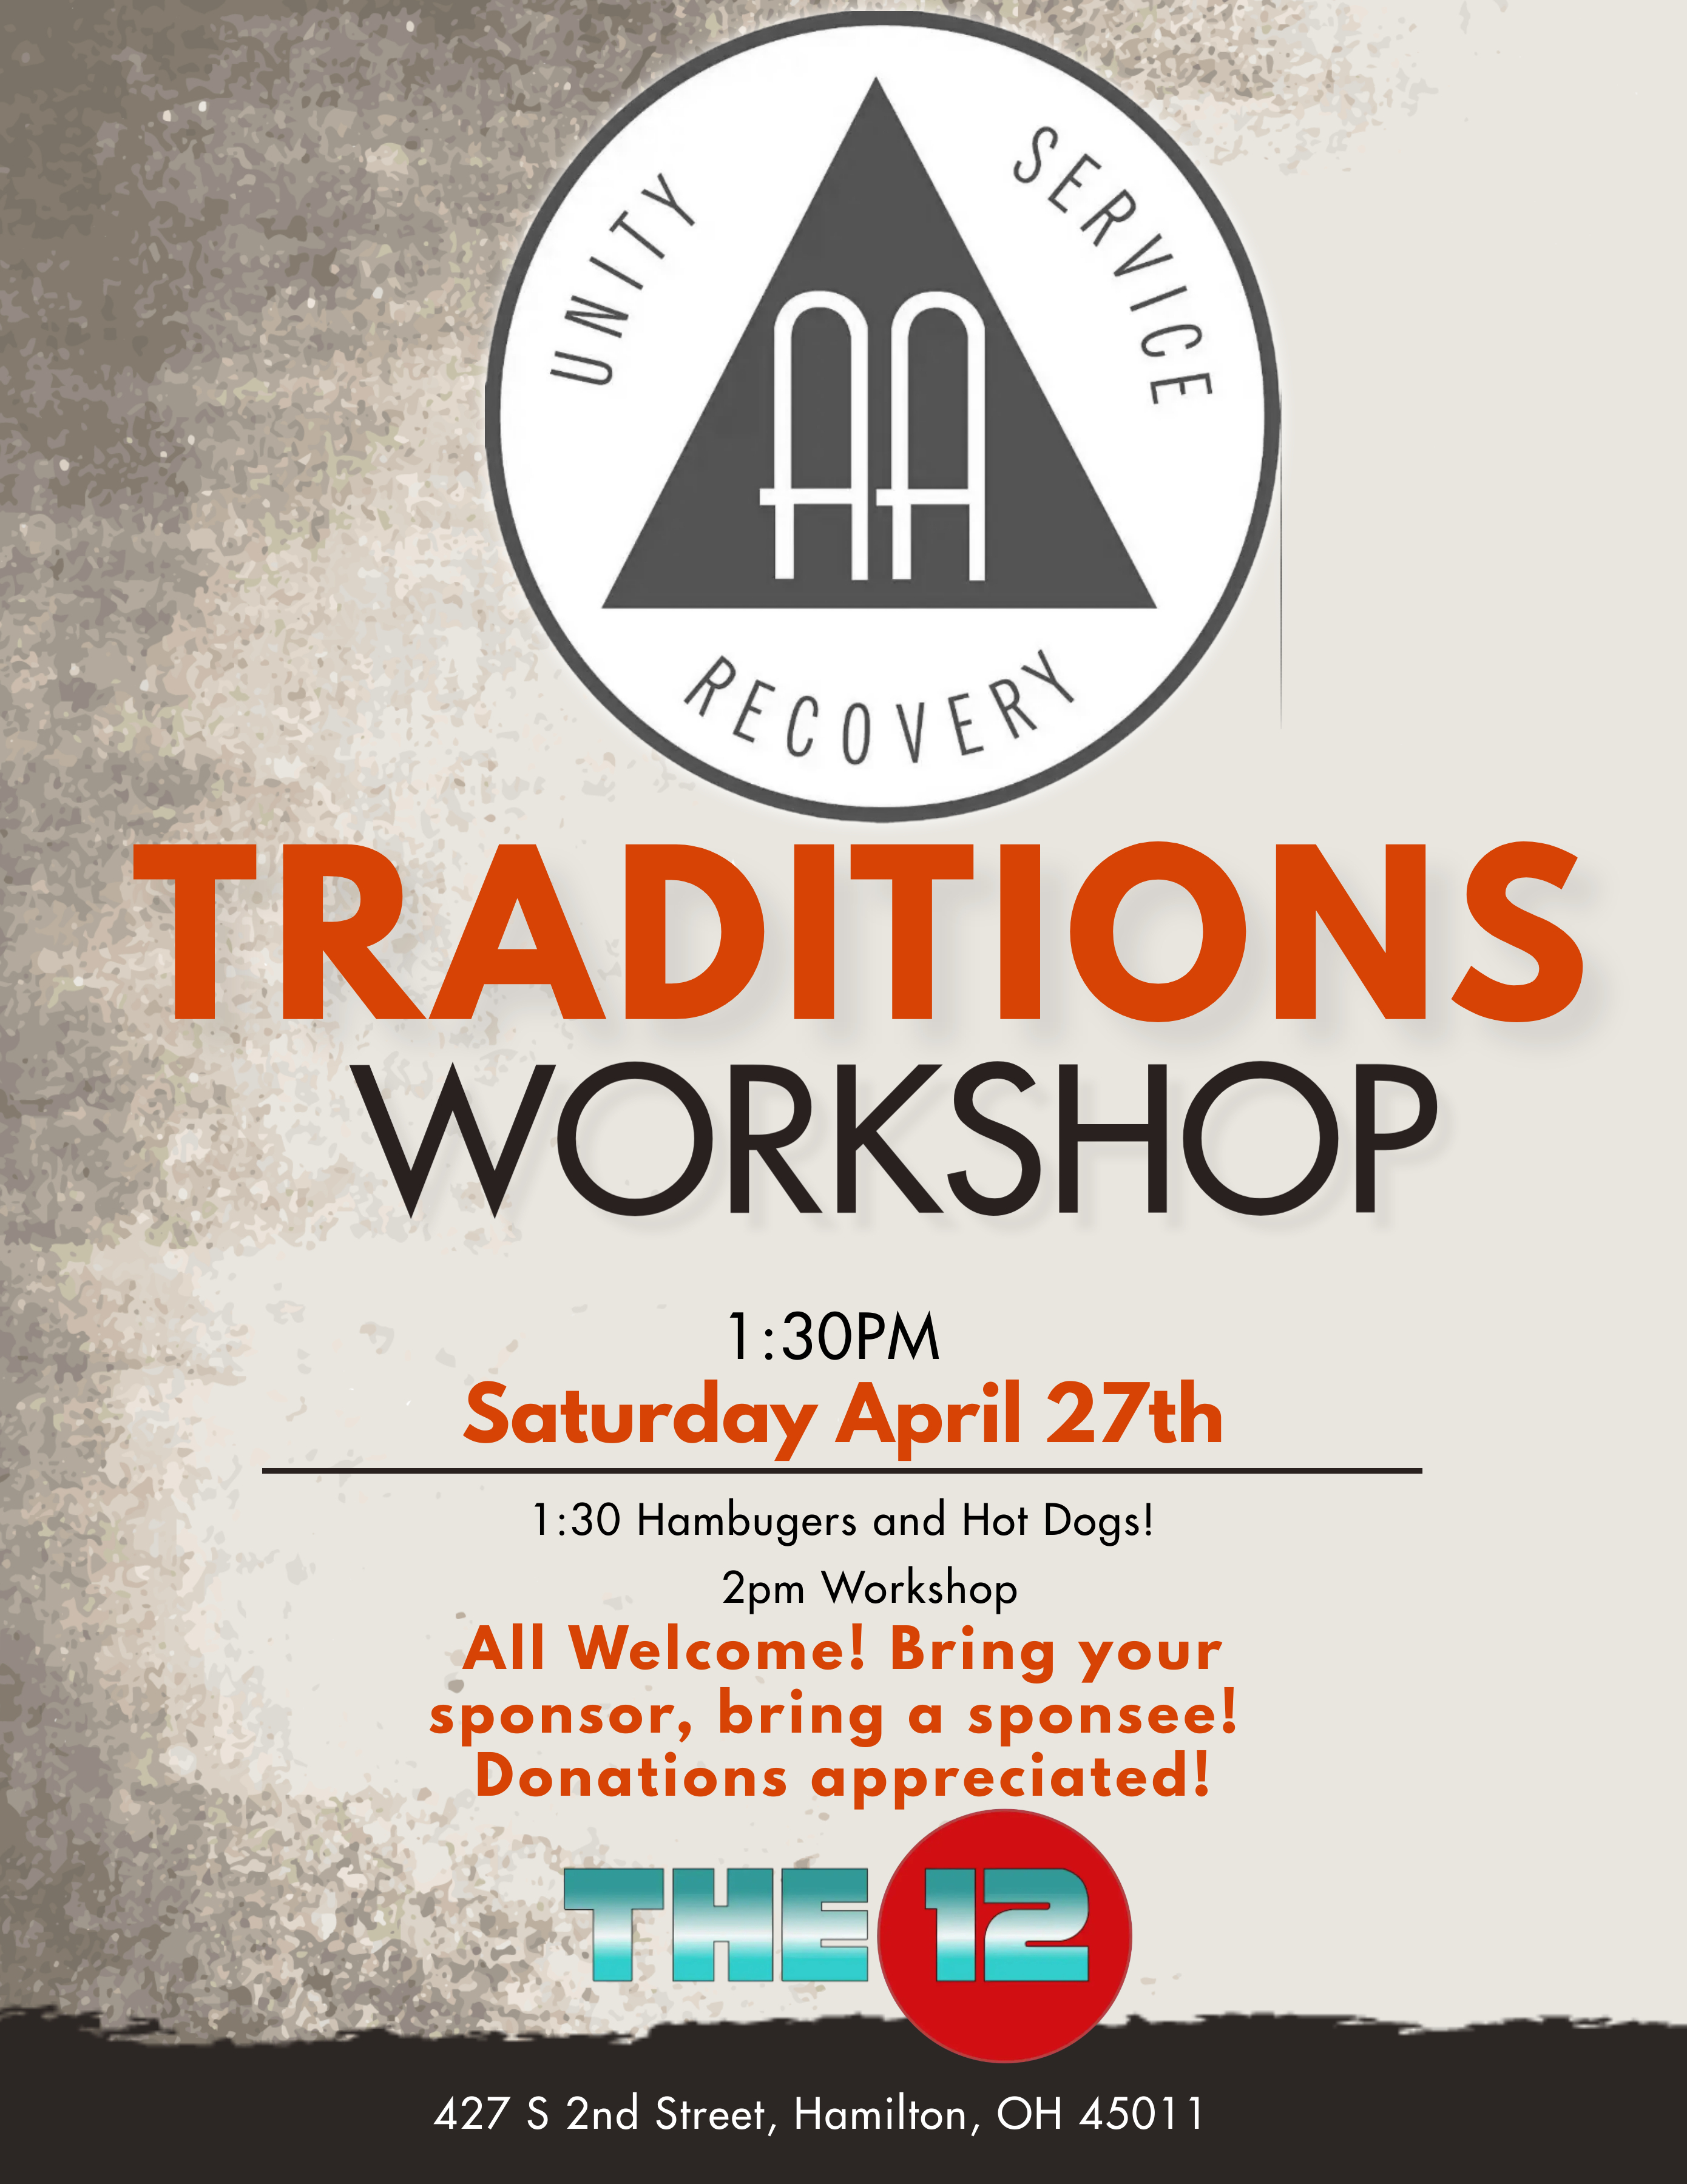 UNITY
SERVICE
AA
RECOVERY
TRADITIONS
WORKSHOP
1:30PM
Saturday April 27th
1:30 Hambugers and Hot Dogs!
2pm Workshop
All Welcome! Bring your
sponsor, bring a sponsee!
Donations appreciated!
THE 12
427 S 2nd Street, Hamilton, OH 45011